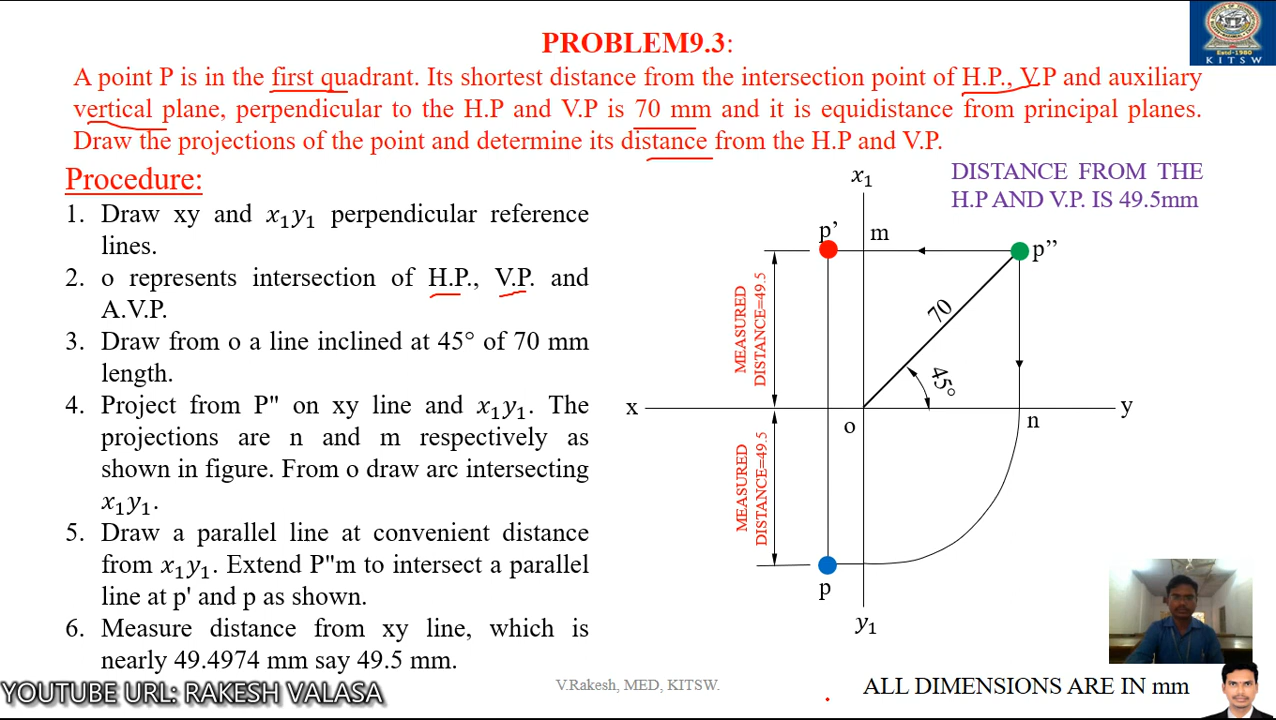 PROBLEM9.3:
A point P is in the first quadrant. Its shortest distance from the intersection point of H.P., V.P and auxiliary
vertical plane, perpendicular to the H.P and V.P is 70 mm and it is equidistance from principal planes.
Draw the projections of the point and determine its distance from the H.P and V.P.
Estd-1980
KITSW
Procedure:
1. Draw xy and x₁y₁ perpendicular reference
lines.
2. o represents intersection of H.P., V.P. and
A.V.P.
3. Draw from o a line inclined at 45° of 70 mm
length.
4. Project from P" on xy line and x₁y₁. The
projections are n and m respectively as
shown in figure. From o draw arc intersecting
x₁y₁.
5. Draw a parallel line at convenient distance
from x₁y₁. Extend P"m to intersect a parallel
line at p' and p as shown.
6. Measure distance from xy line, which is
nearly 49.4974 mm say 49.5 mm.
DISTANCE FROM THE
H.P AND V.P. IS 49.5mm
x₁
p’
m
p”
MEASURED
DISTANCE=49.5
70
45°
x
o
n
y
MEASURED
DISTANCE=49.5
p
y₁
YOUTUBE URL: RAKESH VALASA
V.Rakesh, MED, KITSW.
ALL DIMENSIONS ARE IN mm